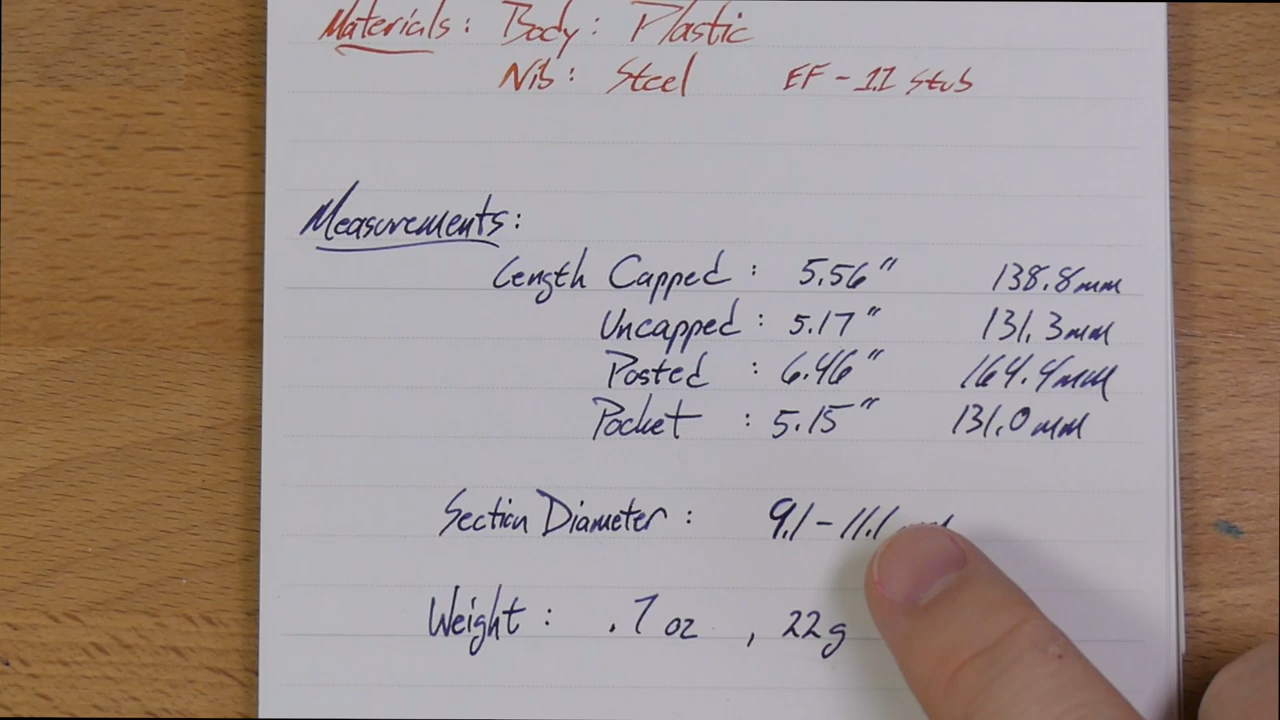 Materials: Body: Plastic
Nib: Steel EF - 1.1 Stub
Measurements:
Length Capped: 5.56" 138.8mm
Uncapped: 5.17" 131.3mm
Posted: 6.46" 164.4mm
Pocket: 5.15" 131.0mm
Section Diameter: 9.1-11.1
Weight: .7 oz, 22g